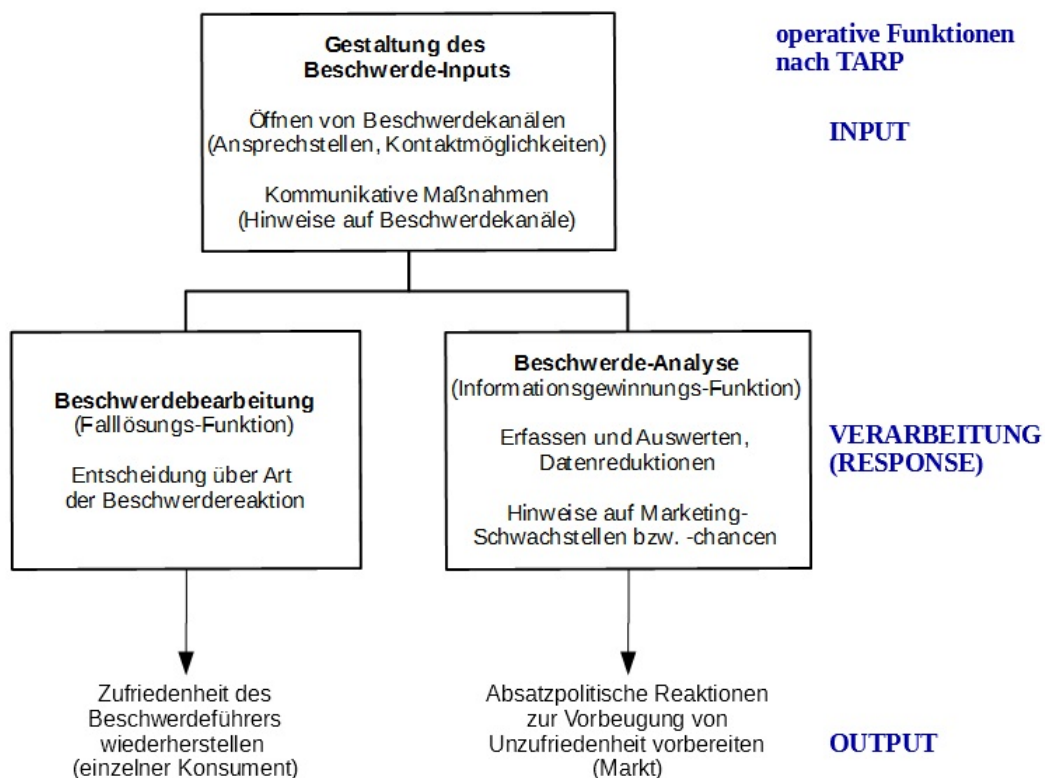 Gestaltung des
Beschwerde-Inputs
Öffnen von Beschwerdekanälen
(Ansprechstellen, Kontaktmöglichkeiten)
Kommunikative Maßnahmen
(Hinweise auf Beschwerdekanäle)
operative Funktionen
nach TARP
INPUT
Beschwerdebearbeitung
(Falllösungs-Funktion)
Entscheidung über Art
der Beschwerdereaktion
Beschwerde-Analyse
(Informationsgewinnungs-Funktion)
Erfassen und Auswerten,
Datenreduktionen
Hinweise auf Marketing-
Schwachstellen bzw. -chancen
VERARBEITUNG
(RESPONSE)
Zufriedenheit des
Beschwerdeführers
wiederherstellen
(einzelner Konsument)
Absatzpolitische Reaktionen
zur Vorbeugung von
Unzufriedenheit vorbereiten
(Markt)
OUTPUT